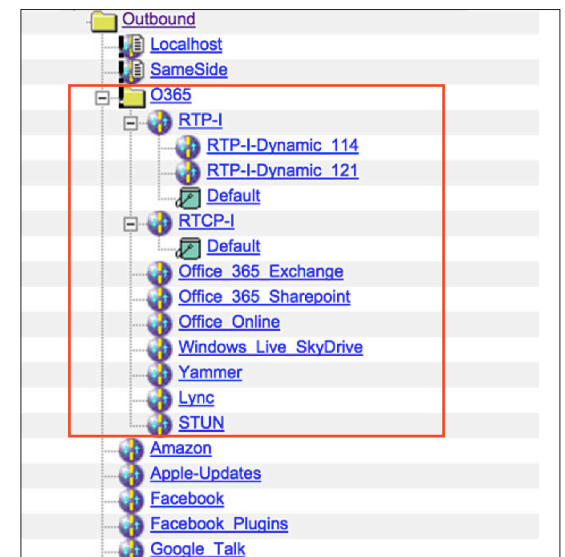 Outbound
Localhost
SameSide
O365
RTP-I
RTP-I-Dynamic_114
RTP-I-Dynamic_121
Default
RTCP-I
Default
Office_365_Exchange
Office_365_Sharepoint
Office_Online
Windows_Live_SkyDrive
Yammer
Lync
STUN
Amazon
Apple-Updates
Facebook
Facebook_Plugins
Google_Talk